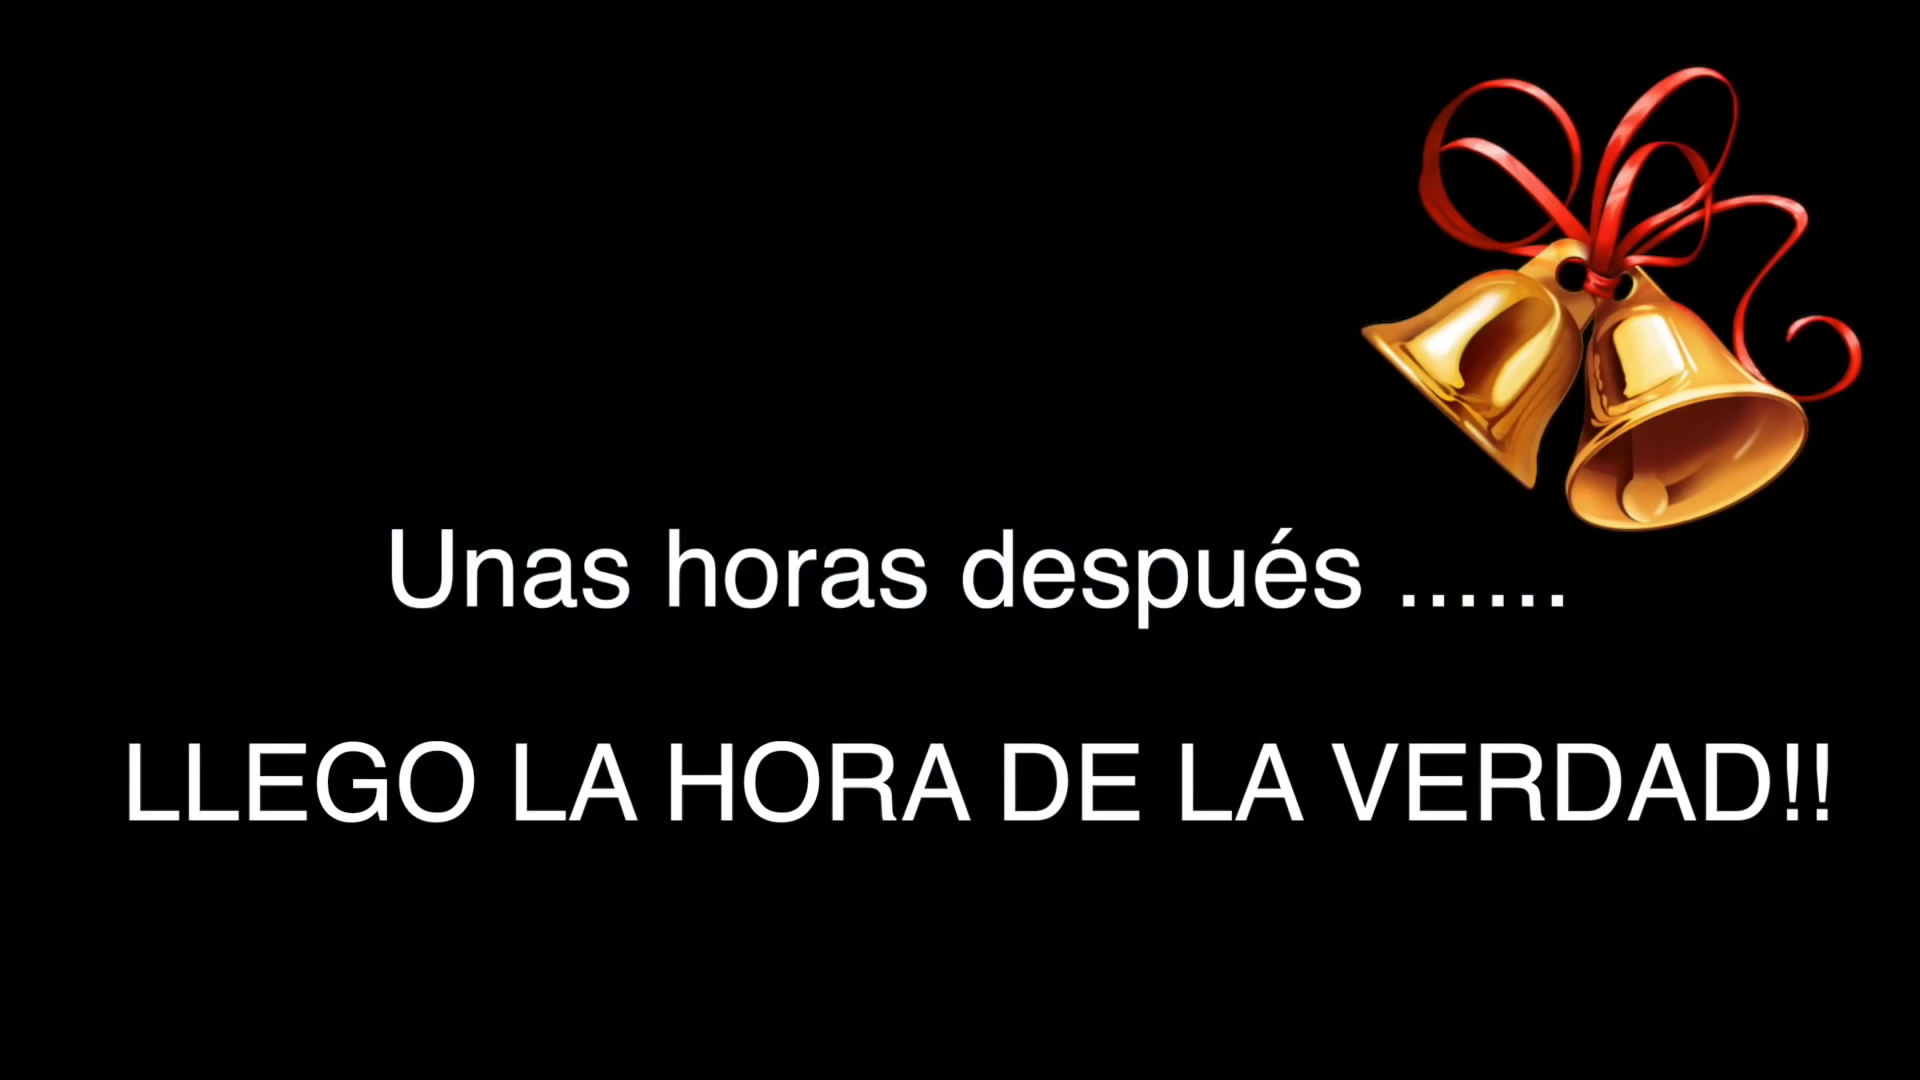 Unas horas después ......
LLEGO LA HORA DE LA VERDAD!!